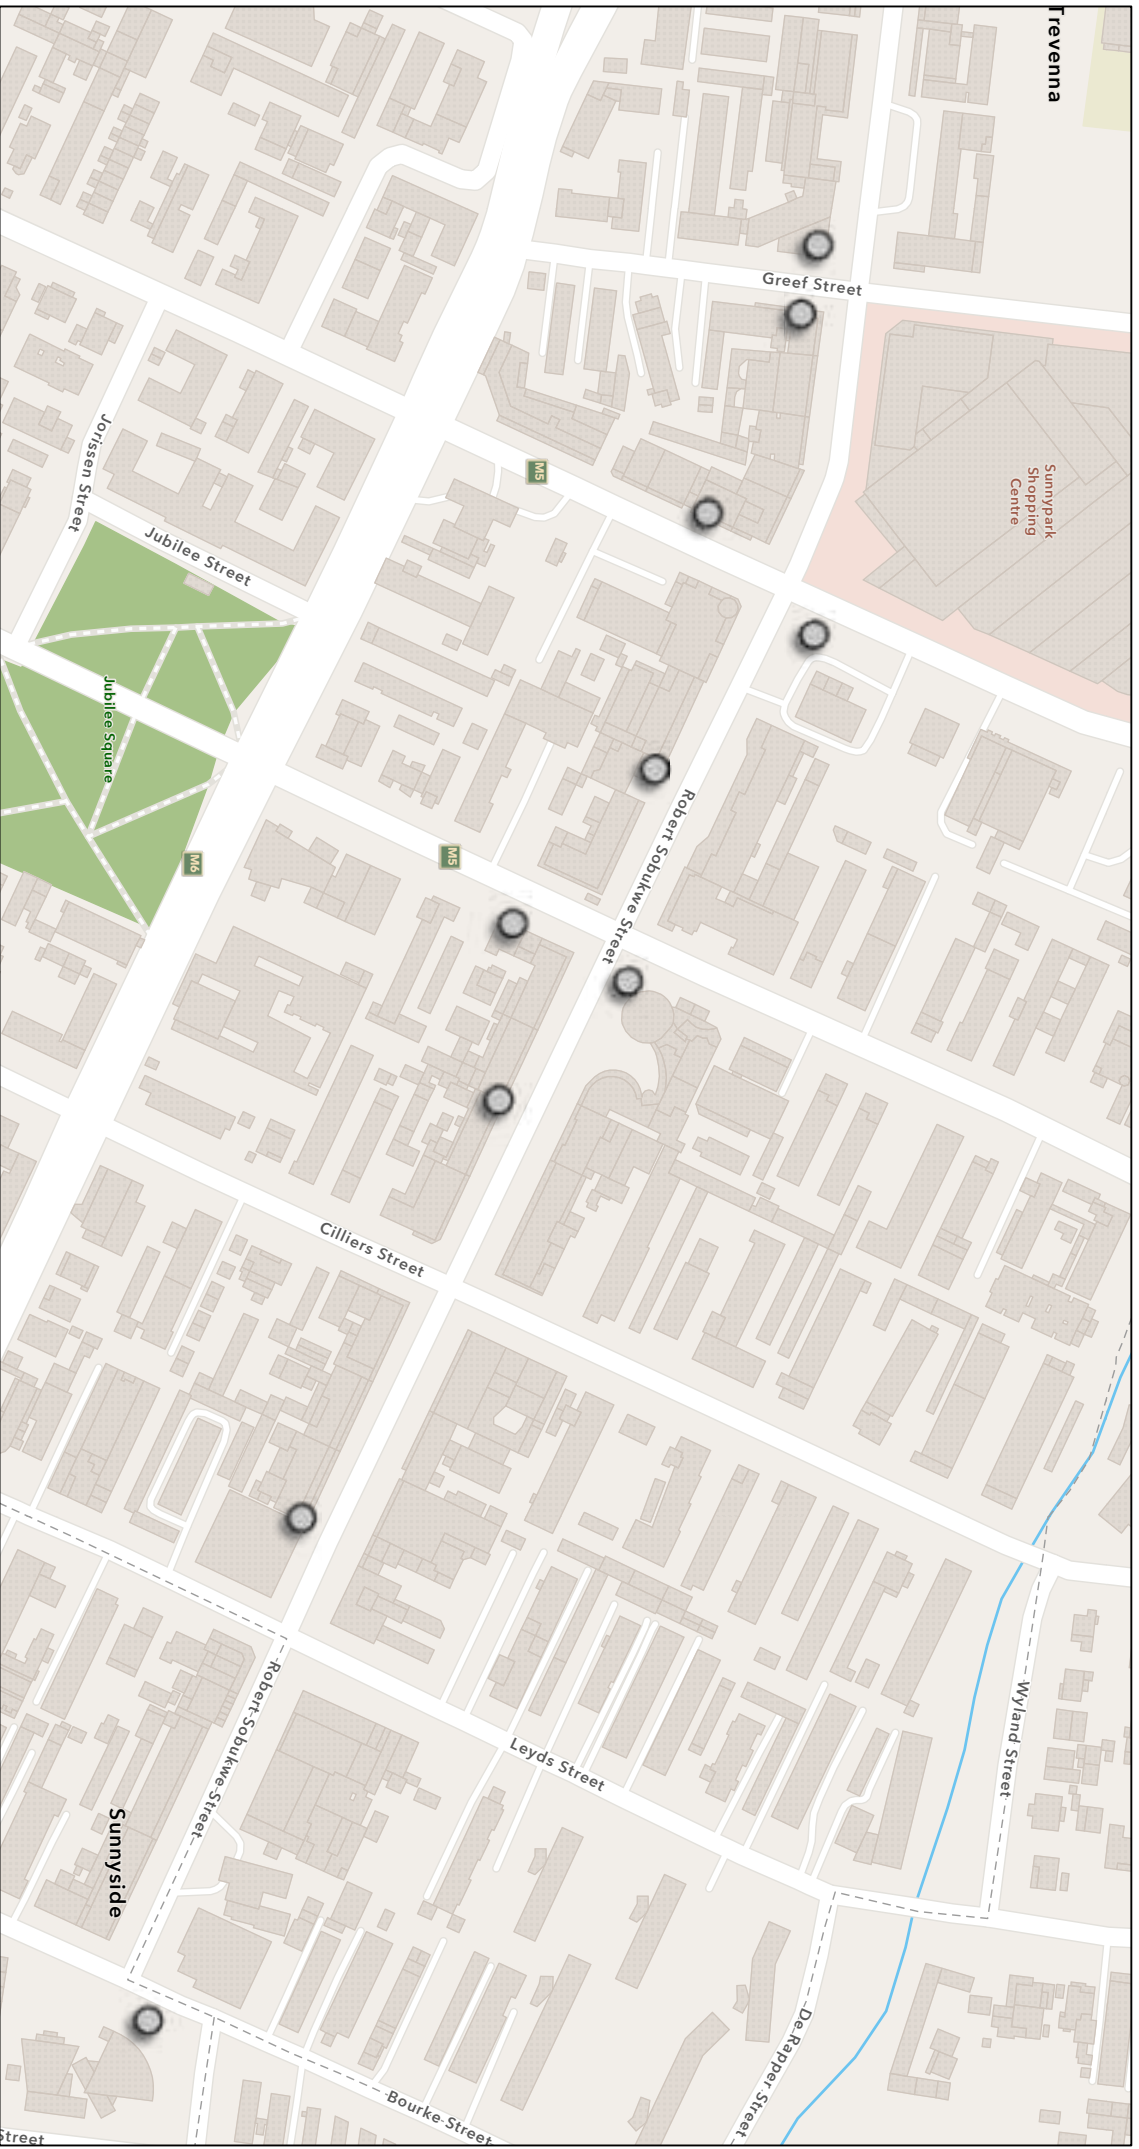 Trevenna
Greef Street
Sunnypark
Shopping
Centre
M5
Jorissen Street
Jubilee Street
Jubilee Square
Robert Sobukwe Street
M5
M6
Cilliers Street
Robert Sobukwe Street
Wyland Street
Leyds Street
Sunnyside
De Rapper Street
Bourke Street
Street